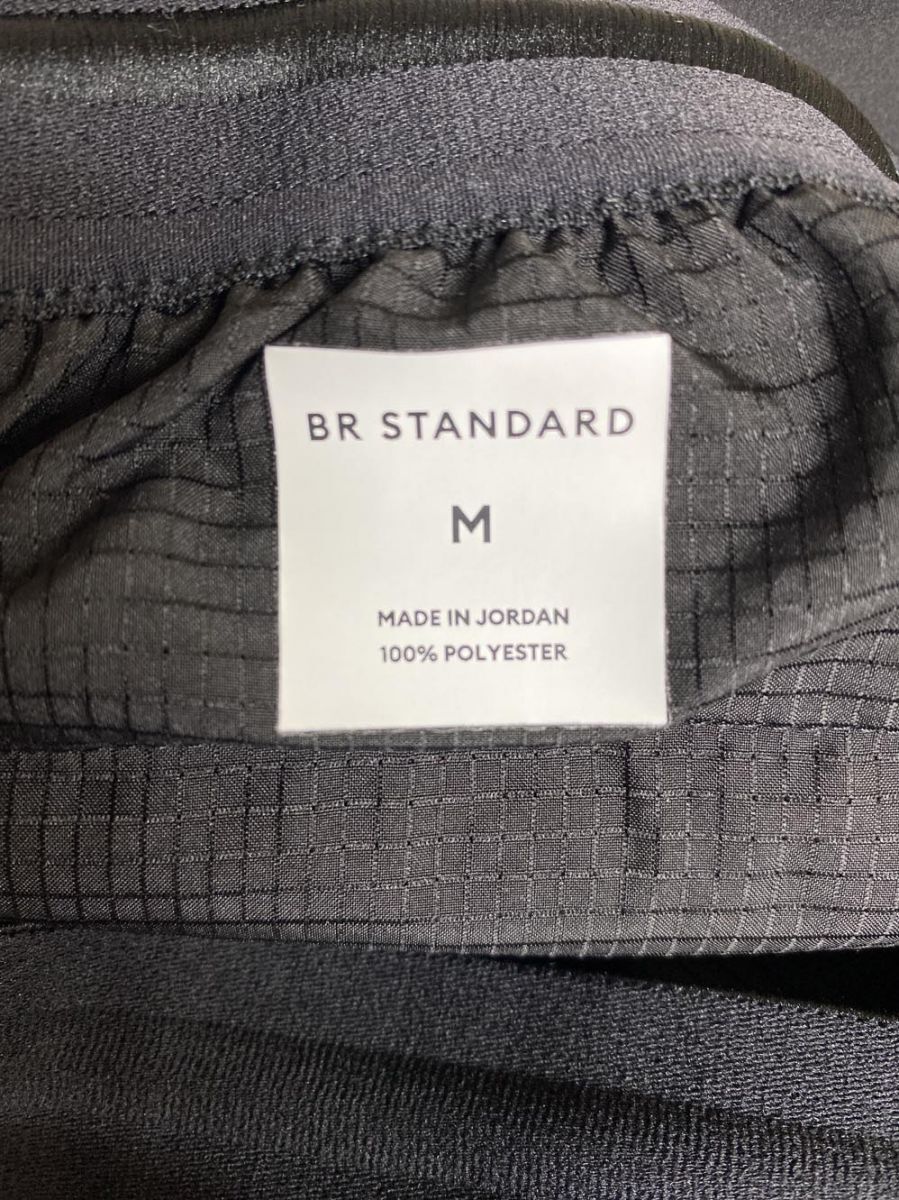 BR STANDARD
M
MADE IN JORDAN
100% POLYESTER